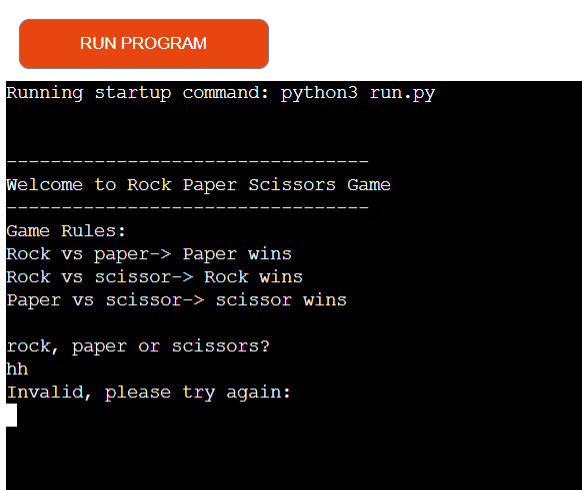 RUN PROGRAM
Running startup command: python3 run.py
---------------------------------
Welcome to Rock Paper Scissors Game
---------------------------------
Game Rules:
Rock vs paper-> Paper wins
Rock vs scissor-> Rock wins
Paper vs scissor-> scissor wins
rock, paper or scissors?
hh
Invalid, please try again: